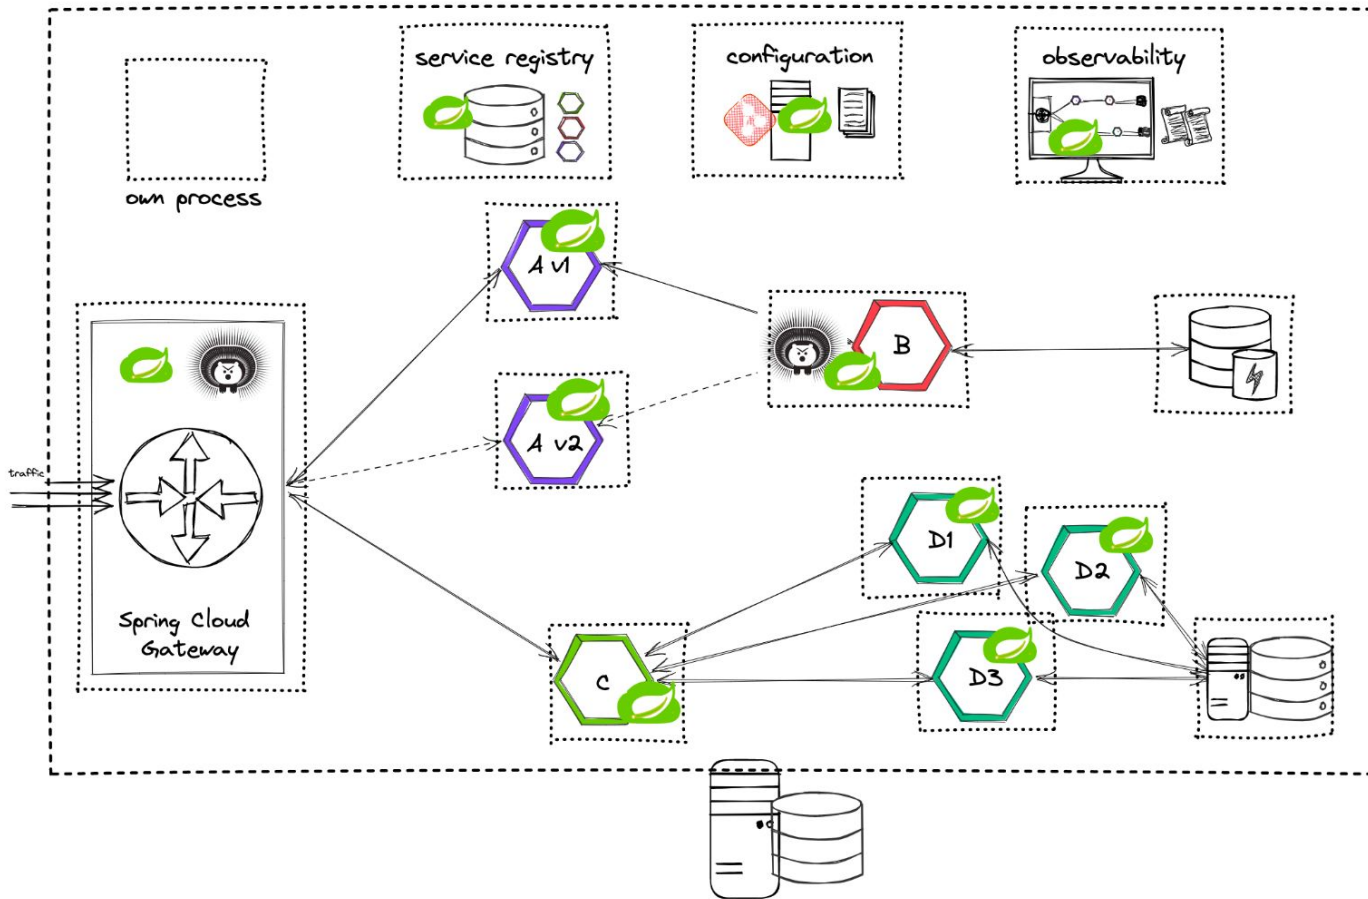 service registry
configuration
observability
own process
A v1
B
A v2
traffic
D1
D2
Spring Cloud
Gateway
C
D3